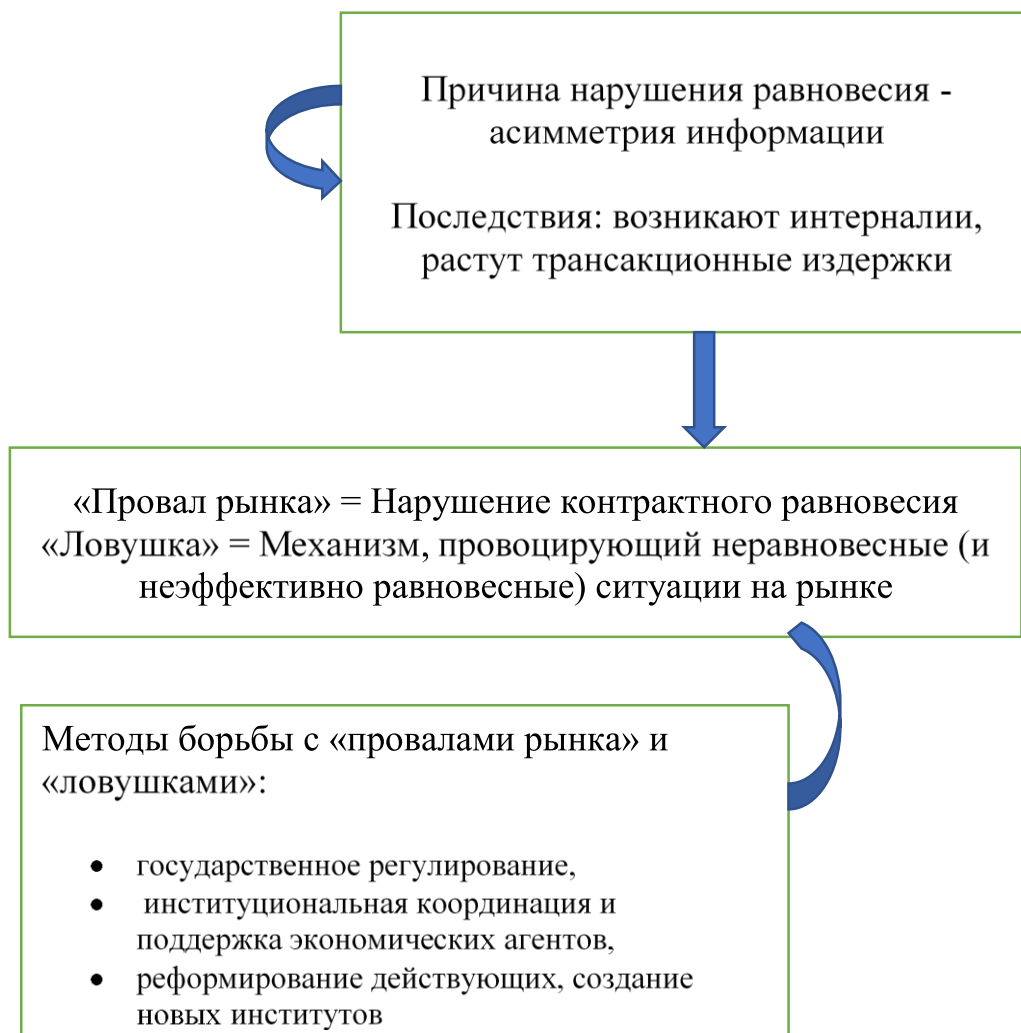 Причина нарушения равновесия -
асимметрия информации
Последствия: возникают интерналии,
растут трансакционные издержки
«Провал рынка» = Нарушение контрактного равновесия
«Ловушка» = Механизм, провоцирующий неравновесные (и
неэффективно равновесные) ситуации на рынке
Методы борьбы с «провалами рынка» и
«ловушками»:
• государственное регулирование,
• институциональная координация и
поддержка экономических агентов,
• реформирование действующих, создание
новых институтов